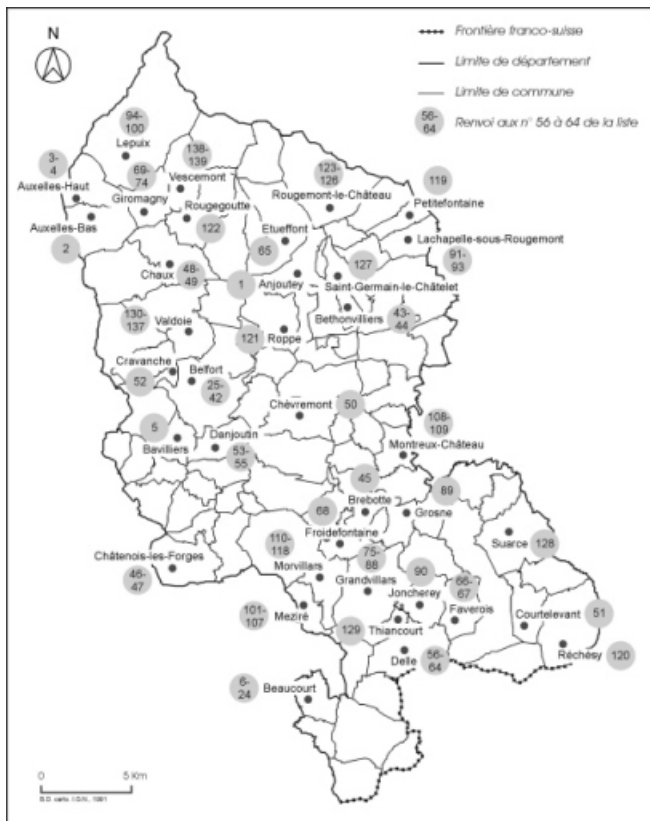 N
Frontière franco-suisse
Limite de département
Limite de commune
56-
64
Renvoi aux n° 56 à 64 de la liste
94-
100
Lepuix
138-
139
3-
4
69-
74
Vescemont
123-
126
119
Auxelles-Haut
Giromagny
Rougemont-le-Château
Petitefontaine
Auxelles-Bas
Rougegoutte
122
Etueffont
65
Lachapelle-sous-Rougemont
2
91-
93
127
Chaux
48-
49
1
Anjoutey
Saint-Germain-le-Châtelet
130-
137
Valdoie
Bethonvilliers
43-
44
121
Roppe
Cravanche
52
Belfort
25-
42
Chèvremont
50
108-
109
5
Bavilliers
Danjoutin
53-
55
Montreux-Château
45
89
Brebotte
68
Grosne
Froidefontaine
Suarce
128
110-
118
75-
88
Châtenois-les-Forges
46-
47
Morvillars
Grandvillars
90
66-
67
Joncherey
101-
107
Meziré
Faverois
Courtelevant
51
129
Thiancourt
Delle
56-
64
Réchésy
120
6-
24
Beaucourt
0
5 Km
B.D. carto. I.G.N., 1991